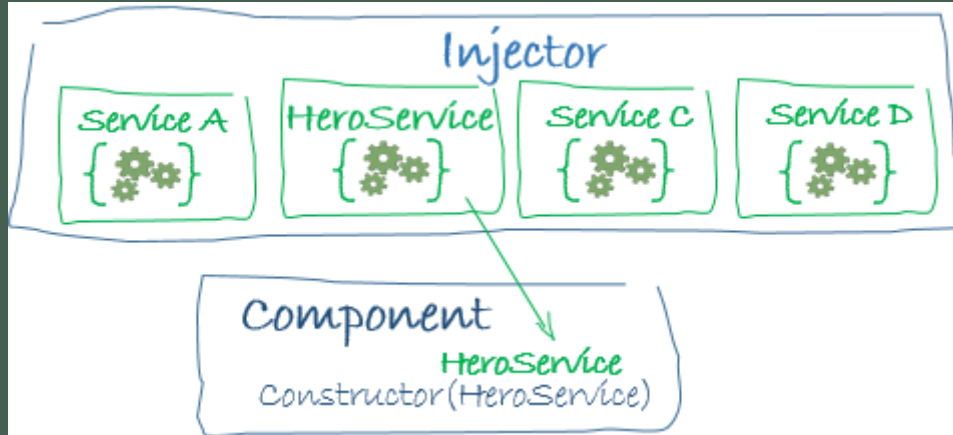 Injector
Service A
HeroService
Service C
Service D
Component
HeroService
Constructor(HeroService)